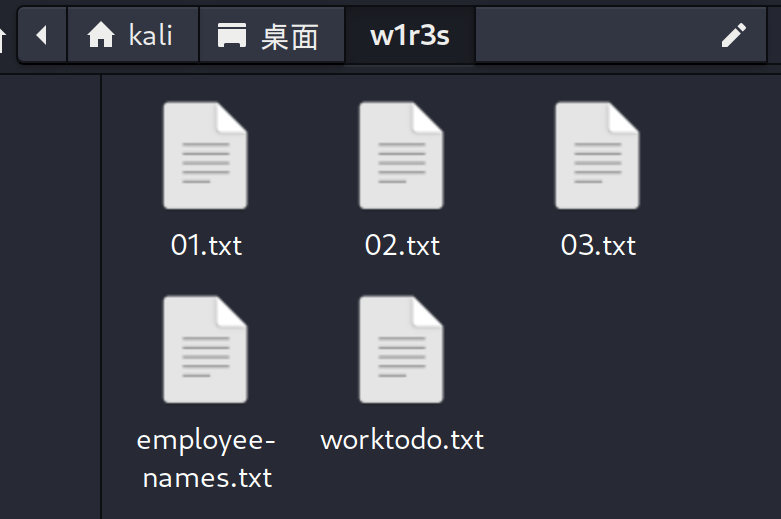 kali
桌面
w1r3s
01.txt
02.txt
03.txt
employee-
names.txt
worktodo.txt